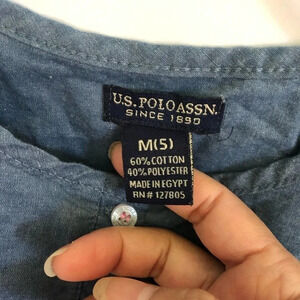 U.S. POLO ASSN.
SINCE 1890
M(5)
60% COTTON
40% POLYESTER
MADE IN EGYPT
RN# 127805